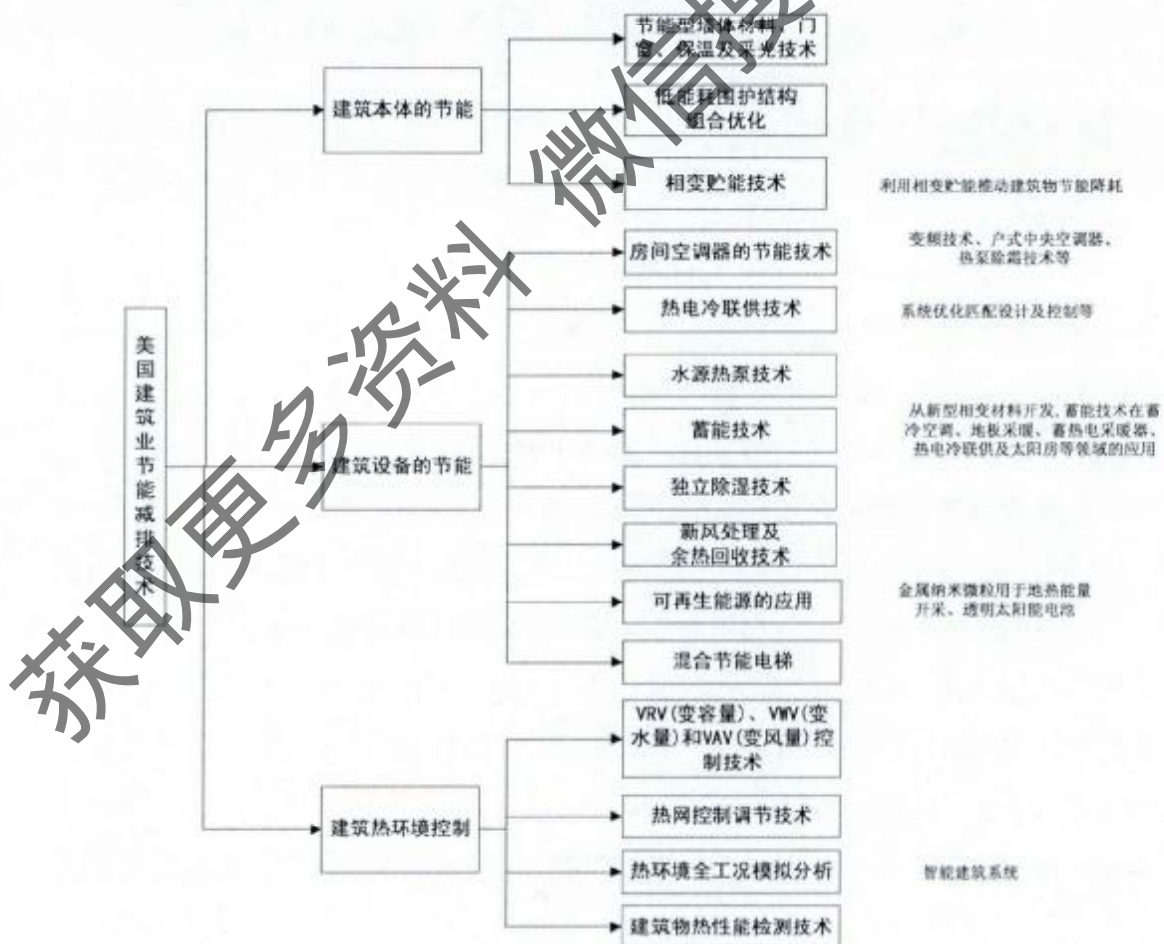 节能型墙体材料、门
窗、保温及采光技术
建筑本体的节能
低能耗围护结构
组合优化
相变贮能技术
利用相变贮能推动建筑物节能降耗
房间空调器的节能技术
变频技术、户式中央空调器、
热泵除霜技术等
热电冷联供技术
系统优化匹配设计及控制等
水源热泵技术
美国建筑业节能减排技术
建筑设备的节能
蓄能技术
从新型相变材料开发,蓄能技术在蓄
冷空调、地板采暖、蓄热电采暖器、
热电冷联供及太阳房等领域的应用
独立除湿技术
新风处理及
余热回收技术
可再生能源的应用
金属纳米微粒用于地热能量
开采、透明太阳能电池
混合节能电梯
VRV(变容量)、VWV(变
水量)和VAV(变风量)控
制技术
建筑热环境控制
热网控制调节技术
热环境全工况模拟分析
智能建筑系统
建筑物热性能检测技术
获取更多资料 微信搜